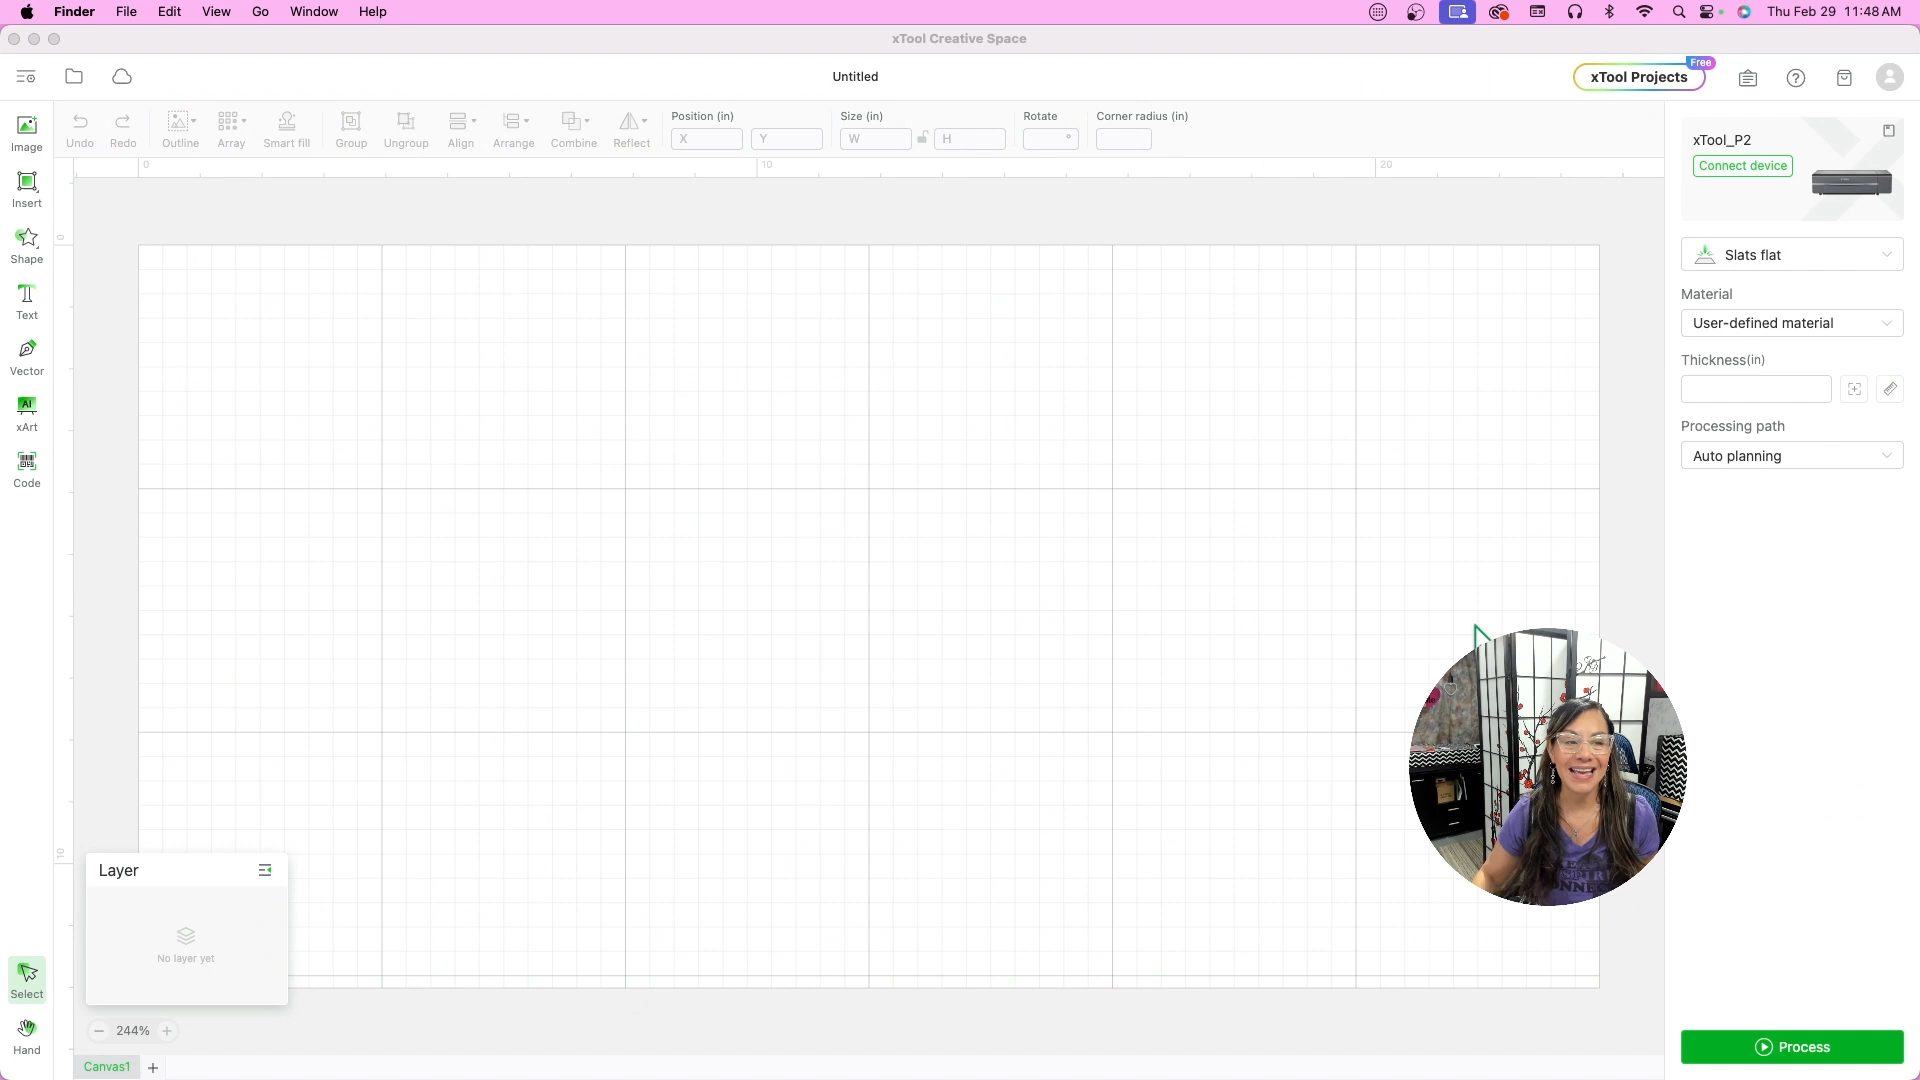 Finder File Edit View Go Window Help Thu Feb 29 11:48 AM
xTool Creative Space
Untitled
xTool Projects Free
Image
Insert
Shape
Text
Vector
AI
xArt
Code
Select
Hand
Undo Redo Outline Array Smart fill Group Ungroup Align Arrange Combine Reflect
Position (in) Size (in) Rotate Corner radius (in)
X Y W H °
0 10 20
0
10
Layer
No layer yet
244%
Canvas1
xTool_P2
Connect device
Slats flat
Material
User-defined material
Thickness(in)
Processing path
Auto planning
Process